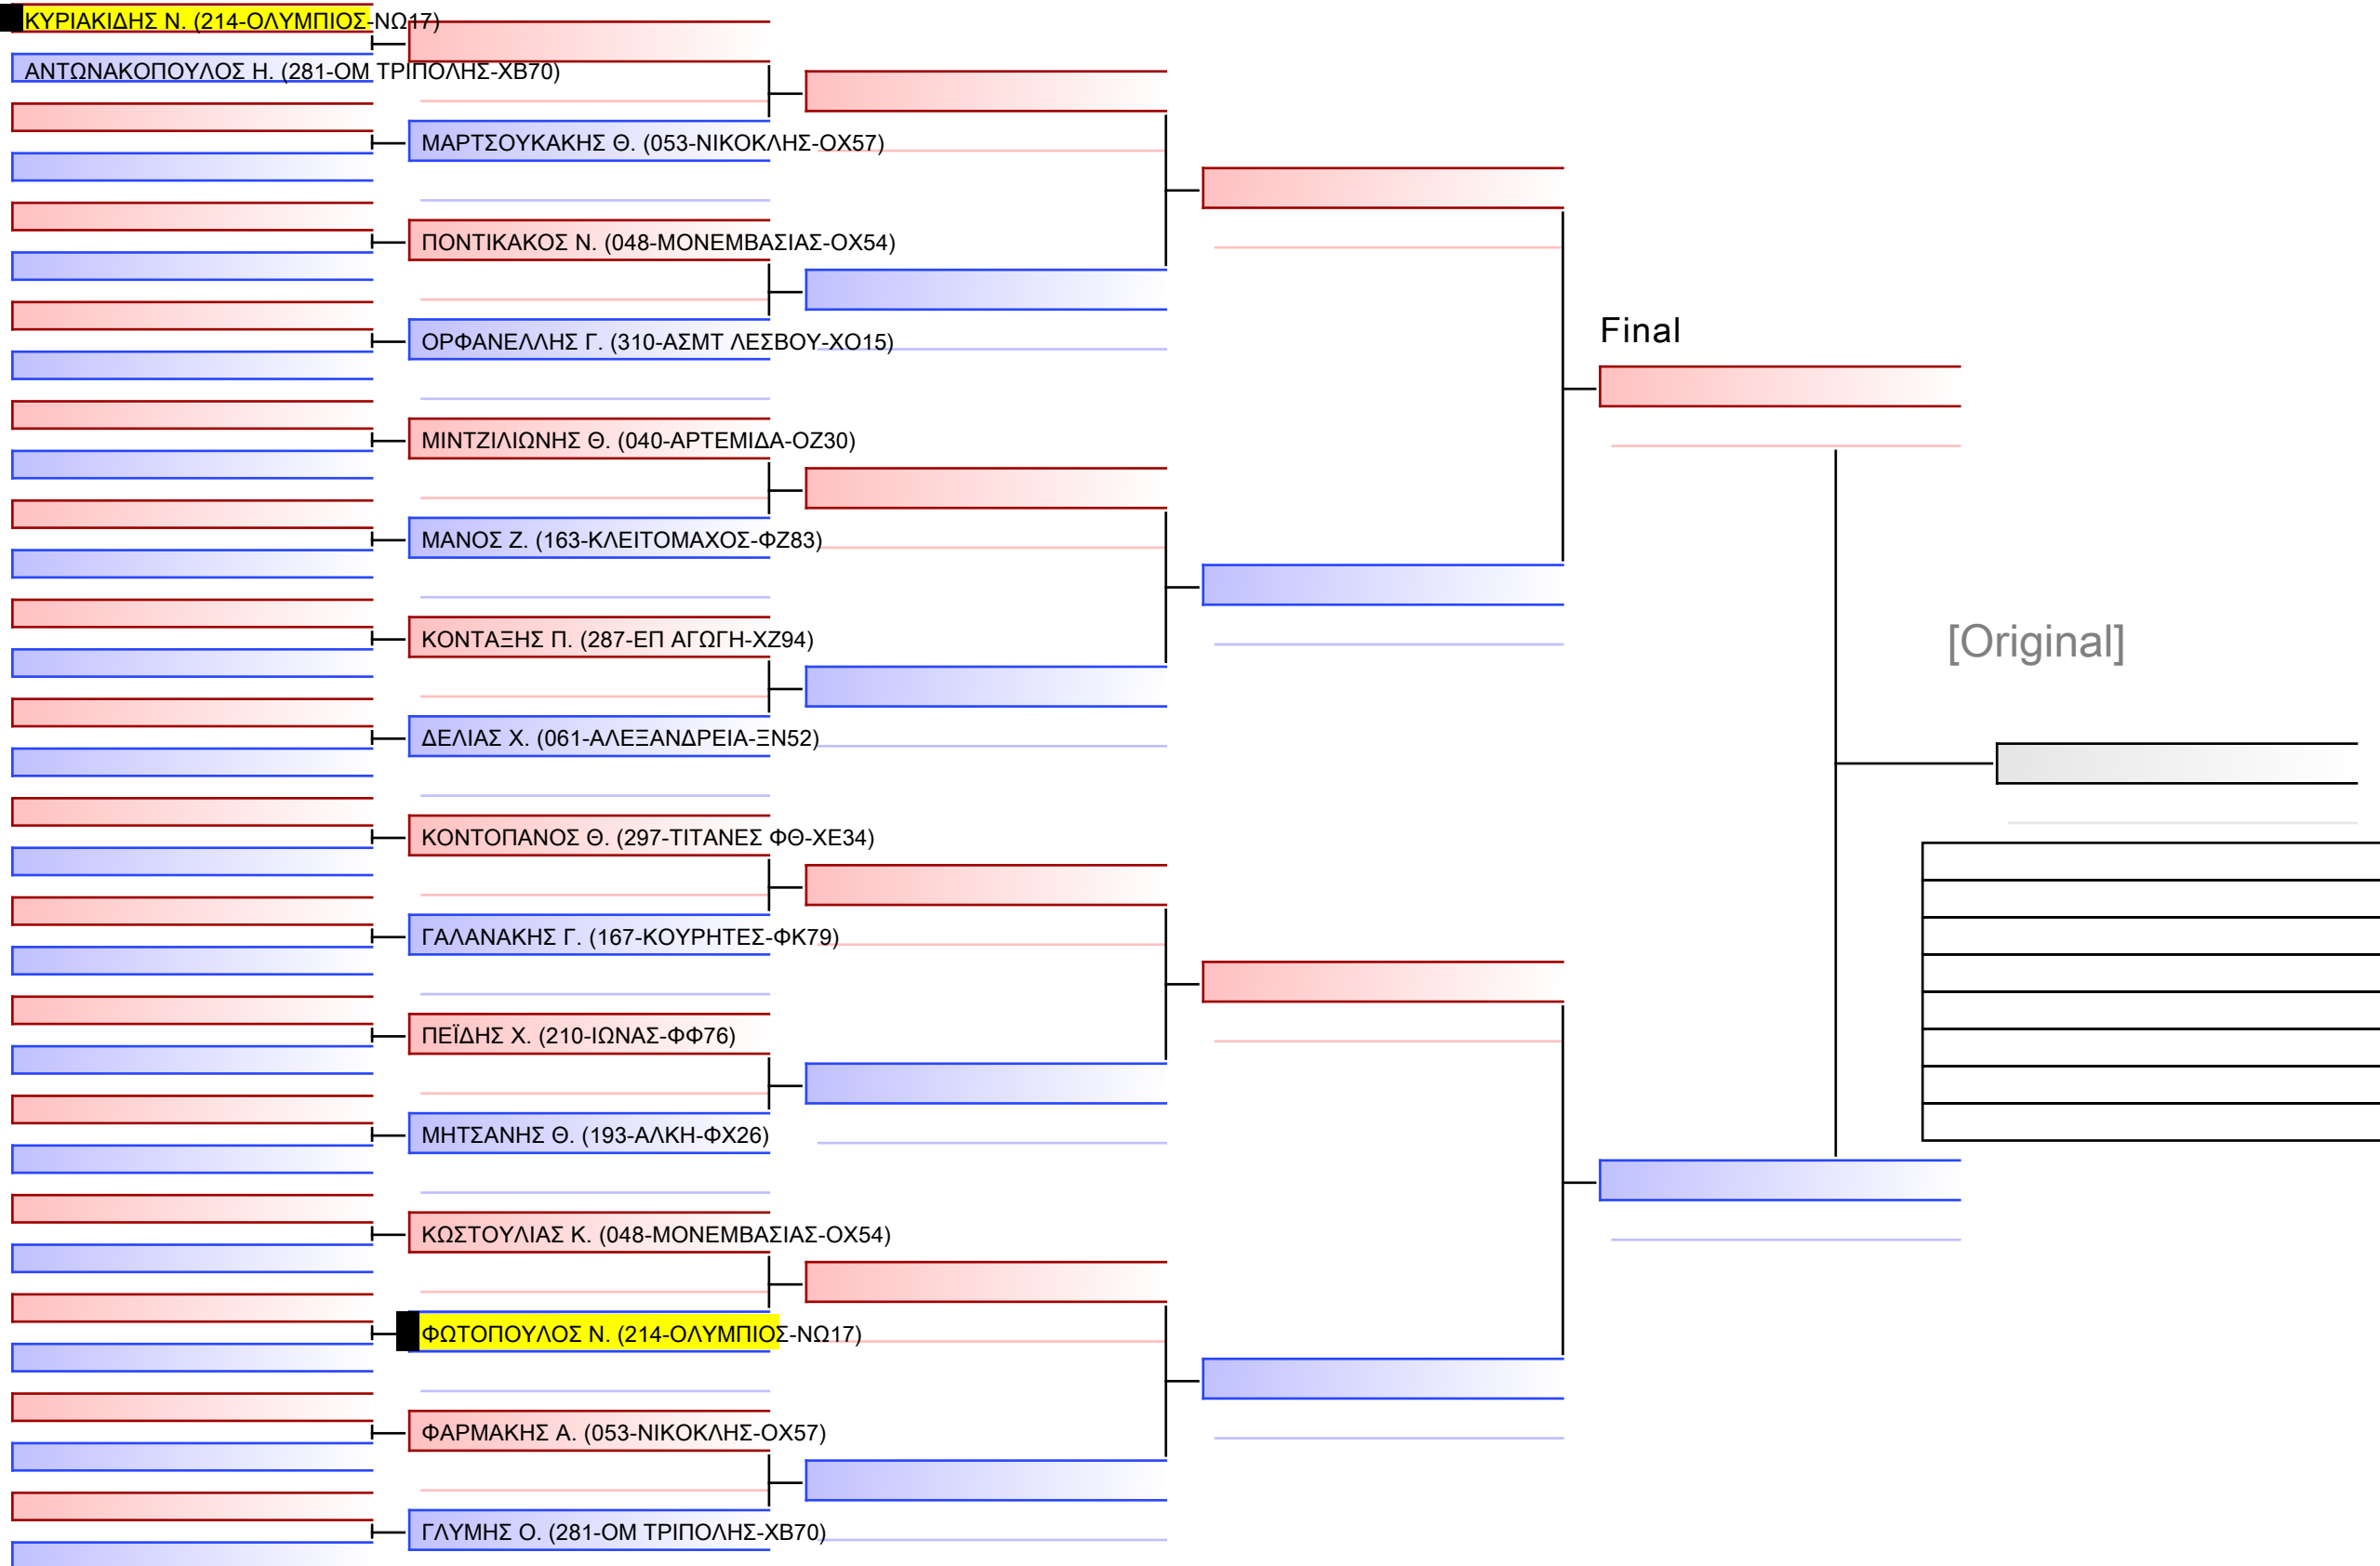 ΚΥΡΙΑΚΙΔΗΣ Ν. (214-ΟΛΥΜΠΙΟΣ-ΝΩ17)
ΑΝΤΩΝΑΚΟΠΟΥΛΟΣ Η. (281-ΟΜ ΤΡΙΠΟΛΗΣ-ΧΒ70)
ΜΑΡΤΣΟΥΚΑΚΗΣ Θ. (053-ΝΙΚΟΚΛΗΣ-ΟΧ57)
ΠΟΝΤΙΚΑΚΟΣ Ν. (048-ΜΟΝΕΜΒΑΣΙΑΣ-ΟΧ54)
ΟΡΦΑΝΕΛΛΗΣ Γ. (310-ΑΣΜΤ ΛΕΣΒΟΥ-ΧΟ15)
Final
ΜΙΝΤΖΙΛΙΩΝΗΣ Θ. (040-ΑΡΤΕΜΙΔΑ-ΟΖ30)
ΜΑΝΟΣ Ζ. (163-ΚΛΕΙΤΟΜΑΧΟΣ-ΦΖ83)
ΚΟΝΤΑΞΗΣ Π. (287-ΕΠ ΑΓΩΓΗ-ΧΖ94)
[Original]
ΔΕΛΙΑΣ Χ. (061-ΑΛΕΞΑΝΔΡΕΙΑ-ΞΝ52)
ΚΟΝΤΟΠΑΝΟΣ Θ. (297-ΤΙΤΑΝΕΣ ΦΘ-ΧΕ34)
ΓΑΛΑΝΑΚΗΣ Γ. (167-ΚΟΥΡΗΤΕΣ-ΦΚ79)
ΠΕΪΔΗΣ Χ. (210-ΙΩΝΑΣ-ΦΦ76)
ΜΗΤΣΑΝΗΣ Θ. (193-ΑΛΚΗ-ΦΧ26)
ΚΩΣΤΟΥΛΙΑΣ Κ. (048-ΜΟΝΕΜΒΑΣΙΑΣ-ΟΧ54)
ΦΩΤΟΠΟΥΛΟΣ Ν. (214-ΟΛΥΜΠΙΟΣ-ΝΩ17)
ΦΑΡΜΑΚΗΣ Α. (053-ΝΙΚΟΚΛΗΣ-ΟΧ57)
ΓΛΥΜΗΣ Ο. (281-ΟΜ ΤΡΙΠΟΛΗΣ-ΧΒ70)